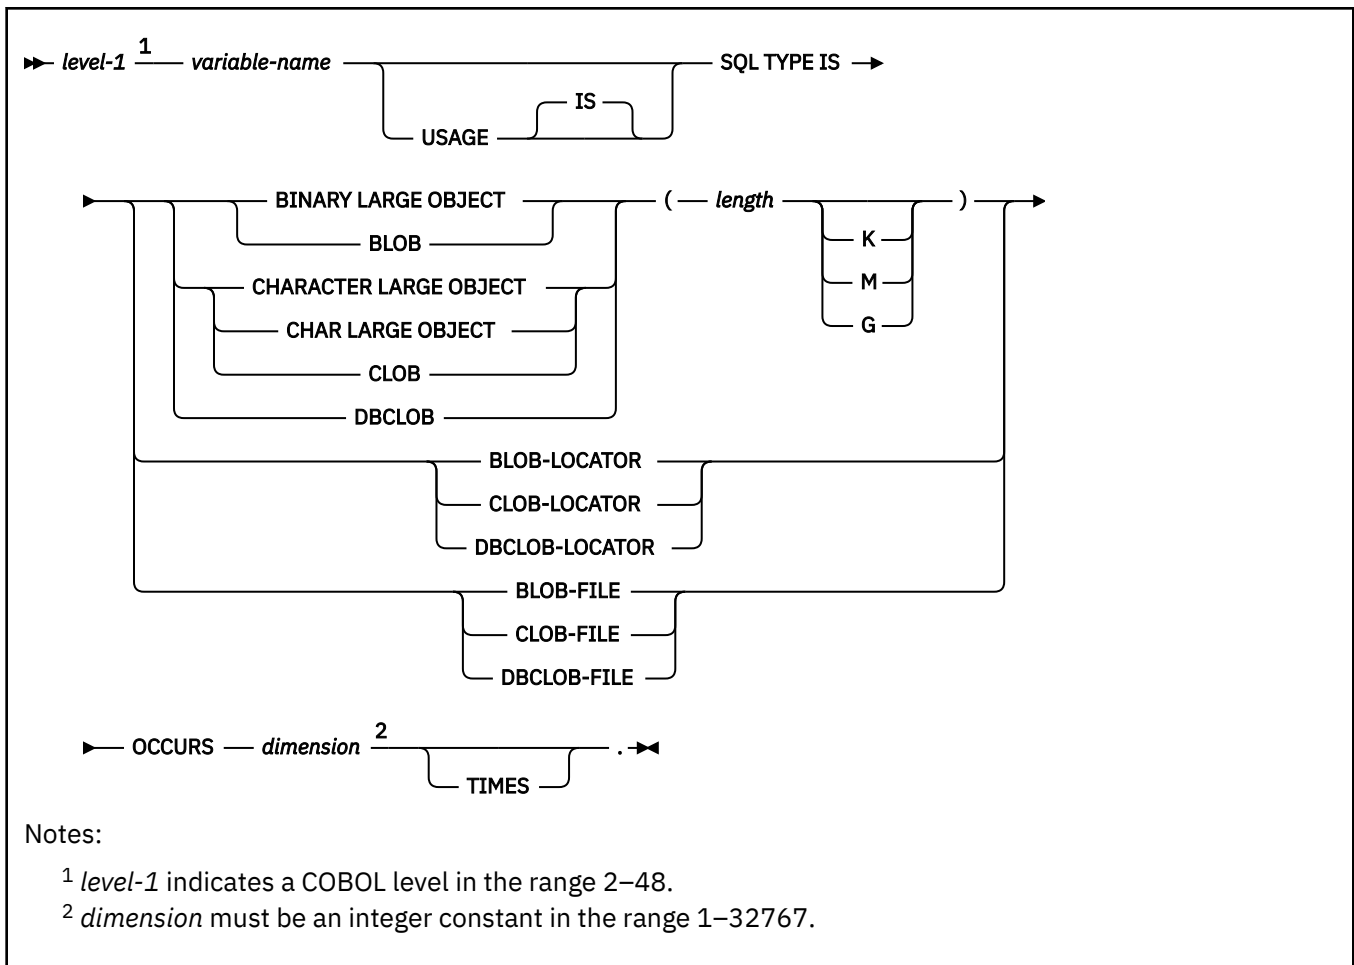 level-1 1 variable-name SQL TYPE IS
IS
USAGE
BINARY LARGE OBJECT ( length )
BLOB K
CHARACTER LARGE OBJECT M
CHAR LARGE OBJECT G
CLOB
DBCLOB
BLOB-LOCATOR
CLOB-LOCATOR
DBCLOB-LOCATOR
BLOB-FILE
CLOB-FILE
DBCLOB-FILE
OCCURS dimension 2 .
TIMES
Notes:
1 level-1 indicates a COBOL level in the range 2–48.
2 dimension must be an integer constant in the range 1–32767.